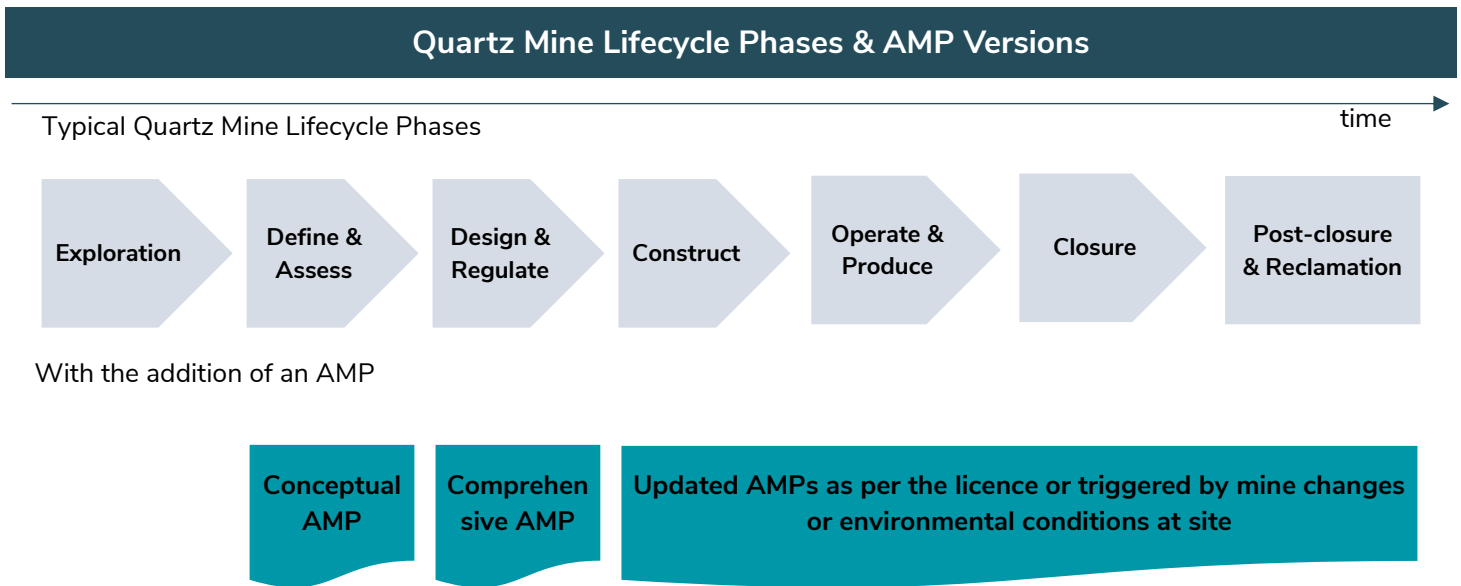 Quartz Mine Lifecycle Phases & AMP Versions
time
Typical Quartz Mine Lifecycle Phases
Exploration
Define &
Assess
Design &
Regulate
Construct
Operate &
Produce
Closure
Post-closure
& Reclamation
With the addition of an AMP
Conceptual
AMP
Comprehen
sive AMP
Updated AMPs as per the licence or triggered by mine changes
or environmental conditions at site